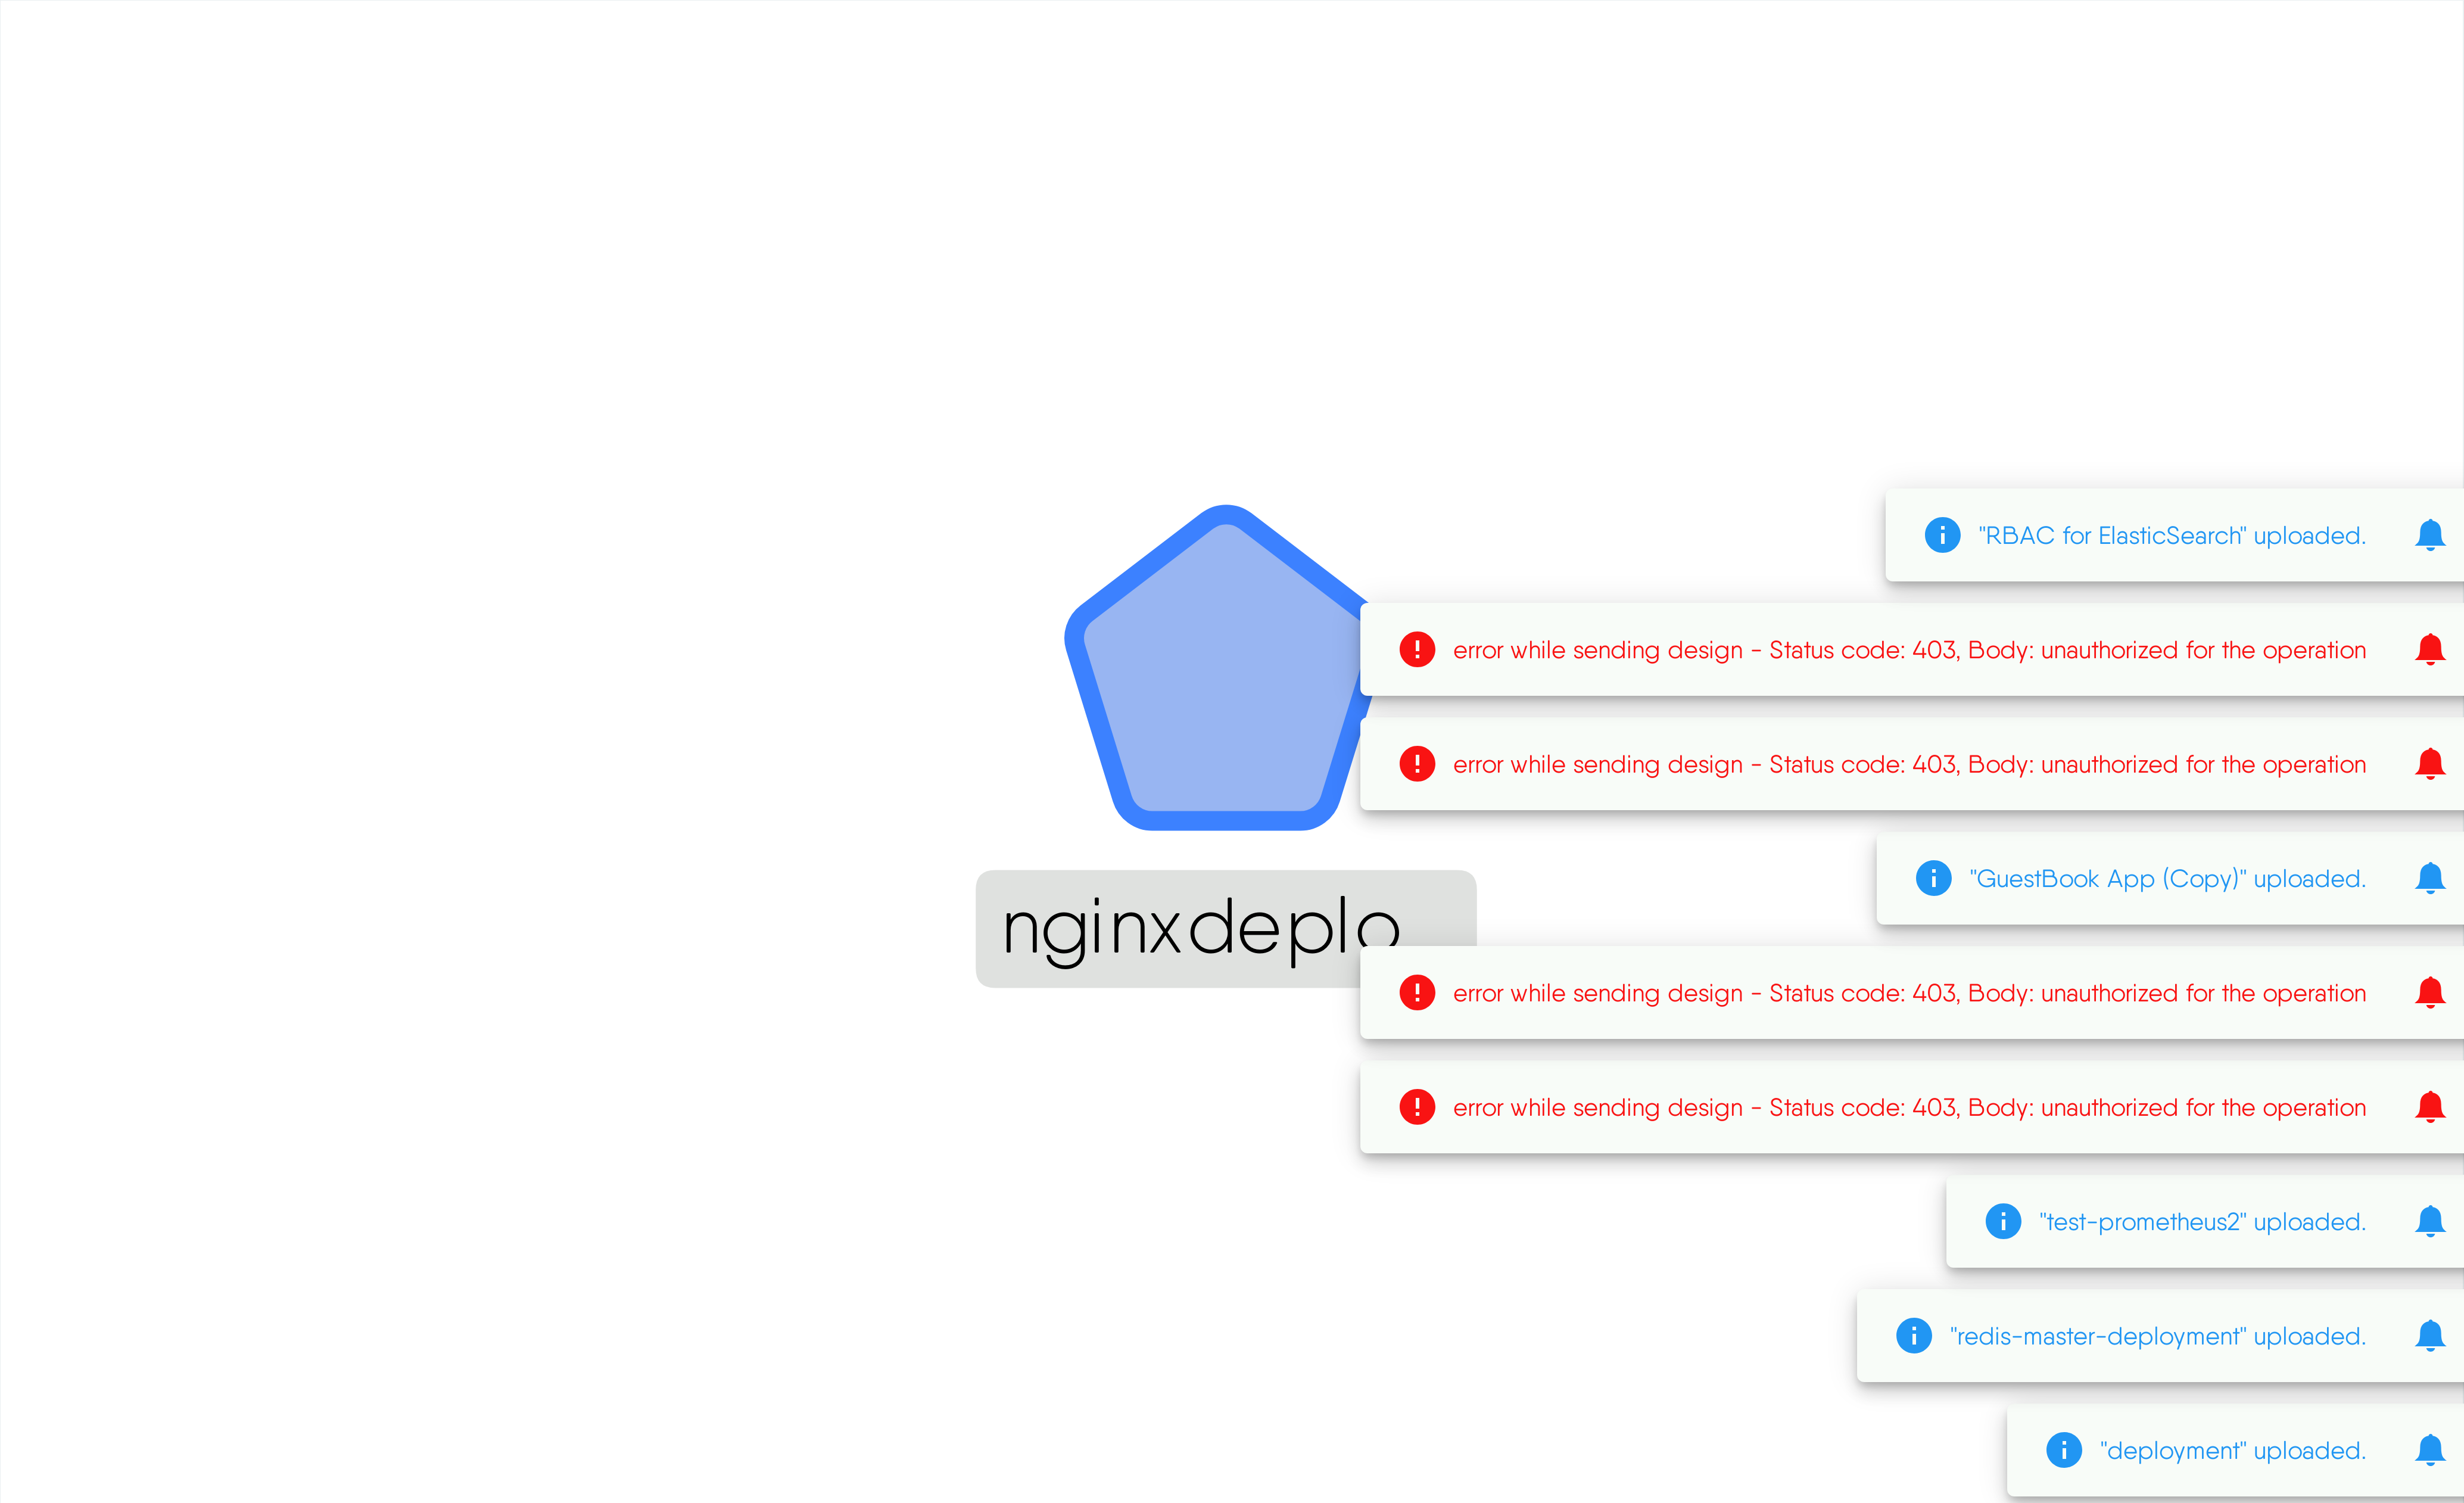 "RBAC for ElasticSearch" uploaded.
error while sending design - Status code: 403, Body: unauthorized for the operation
error while sending design - Status code: 403, Body: unauthorized for the operation
"GuestBook App (Copy)" uploaded.
nginxdeplo
error while sending design - Status code: 403, Body: unauthorized for the operation
error while sending design - Status code: 403, Body: unauthorized for the operation
"test-prometheus2" uploaded.
"redis-master-deployment" uploaded.
"deployment" uploaded.